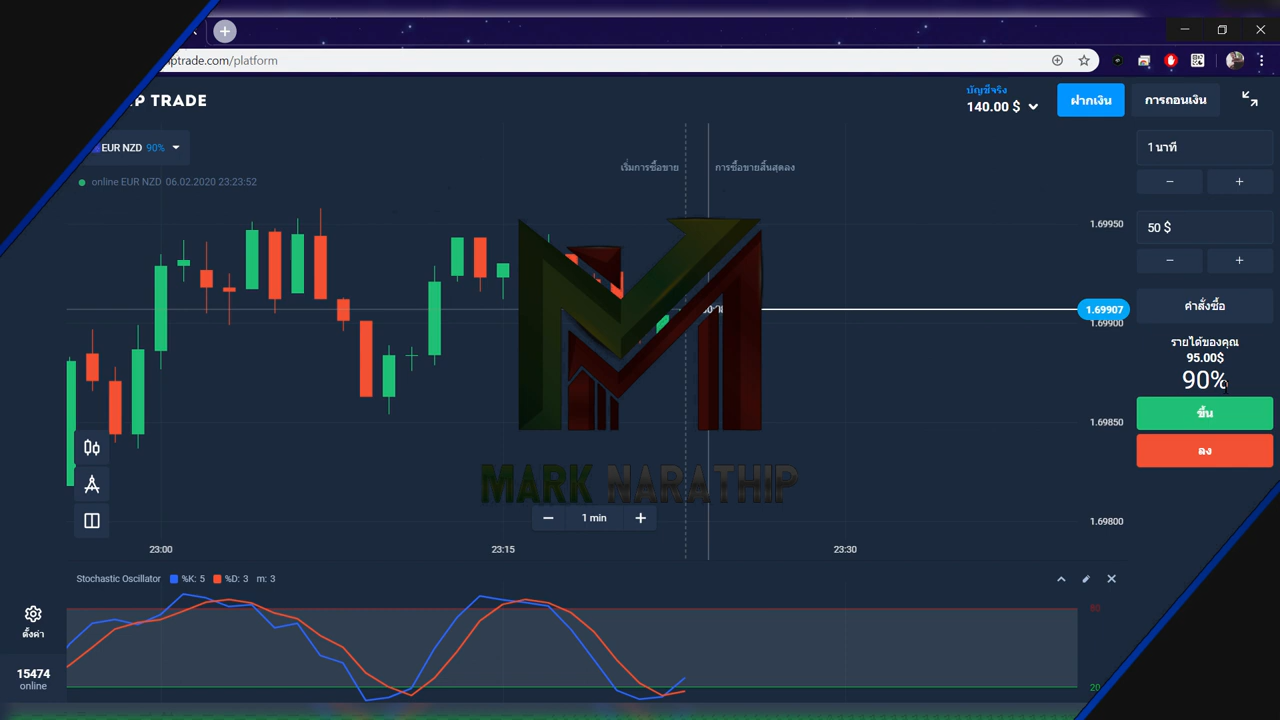 iptrade.com/platform
IP TRADE
บัญชีจริง
140.00 $
ฝากเงิน
การถอนเงิน
EUR NZD 90%
online EUR NZD 06.02.2020 23:23:52
เริ่มการซื้อขาย
การซื้อขายสิ้นสุดลง
1 นาที
50 $
คำสั่งซื้อ
รายได้ของคุณ
95.00$
90%
ขึ้น
ลง
1.69950
1.69907
1.69900
1.69850
1.69800
MARK NARATHIP
1 min
23:00
23:15
23:30
Stochastic Oscillator %K: 5 %D: 3 m: 3
80
20
ตั้งค่า
15474
online